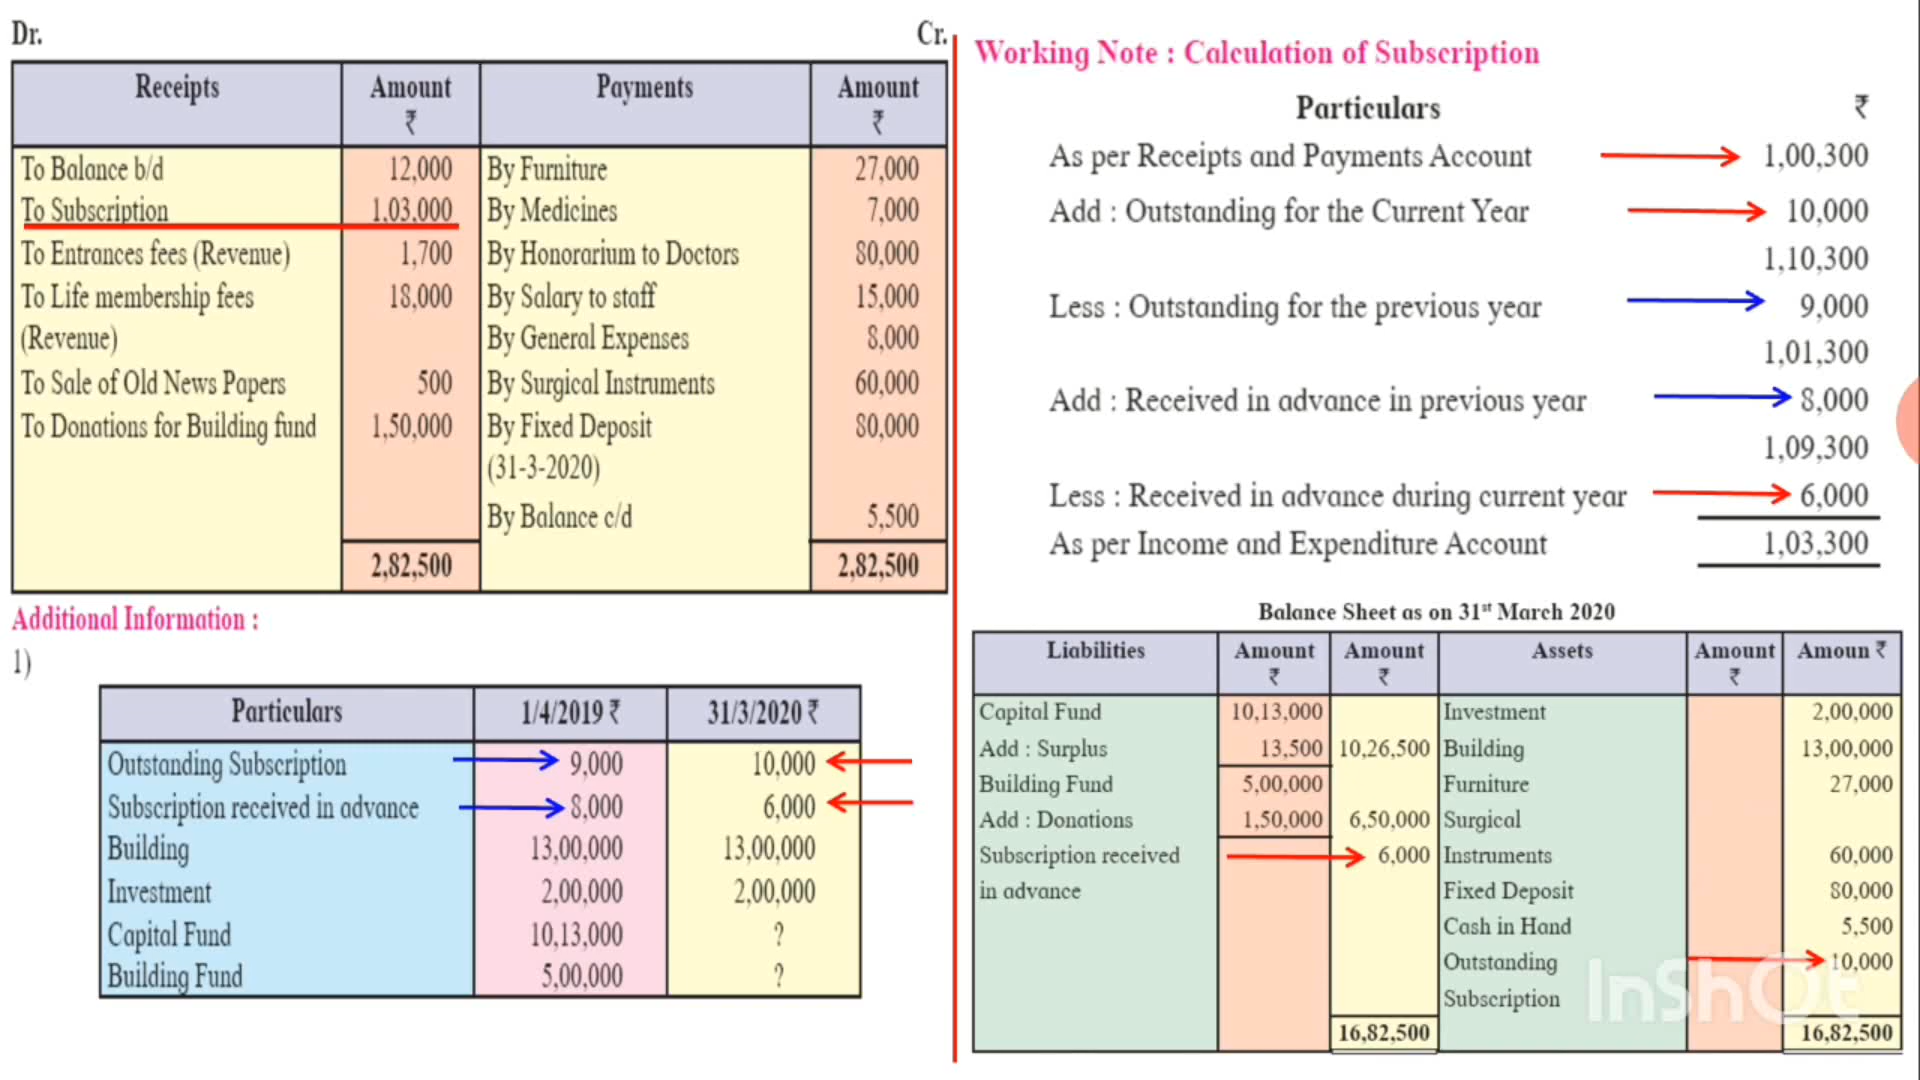 Dr. Cr.
Receipts Amount ₹ Payments Amount ₹
To Balance b/d 12,000 By Furniture 27,000
To Subscription 1,03,000 By Medicines 7,000
To Entrances fees (Revenue) 1,700 By Honorarium to Doctors 80,000
To Life membership fees 18,000 By Salary to staff 15,000
(Revenue) By General Expenses 8,000
To Sale of Old News Papers 500 By Surgical Instruments 60,000
To Donations for Building fund 1,50,000 By Fixed Deposit 80,000
(31-3-2020)
By Balance c/d 5,500
2,82,500 2,82,500
Additional Information :
1)
Particulars 1/4/2019 ₹ 31/3/2020 ₹
Outstanding Subscription 9,000 10,000
Subscription received in advance 8,000 6,000
Building 13,00,000 13,00,000
Investment 2,00,000 2,00,000
Capital Fund 10,13,000 ?
Building Fund 5,00,000 ?
Working Note : Calculation of Subscription
Particulars ₹
As per Receipts and Payments Account 1,00,300
Add : Outstanding for the Current Year 10,000
1,10,300
Less : Outstanding for the previous year 9,000
1,01,300
Add : Received in advance in previous year 8,000
1,09,300
Less : Received in advance during current year 6,000
As per Income and Expenditure Account 1,03,300
Balance Sheet as on 31st March 2020
Liabilities Amount ₹ Amount ₹ Assets Amount ₹ Amoun ₹
Capital Fund 10,13,000 Investment 2,00,000
Add : Surplus 13,500 10,26,500 Building 13,00,000
Building Fund 5,00,000 Furniture 27,000
Add : Donations 1,50,000 6,50,000 Surgical
Subscription received 6,000 Instruments 60,000
in advance Fixed Deposit 80,000
Cash in Hand 5,500
Outstanding 10,000
Subscription
16,82,500 16,82,500
InShOt